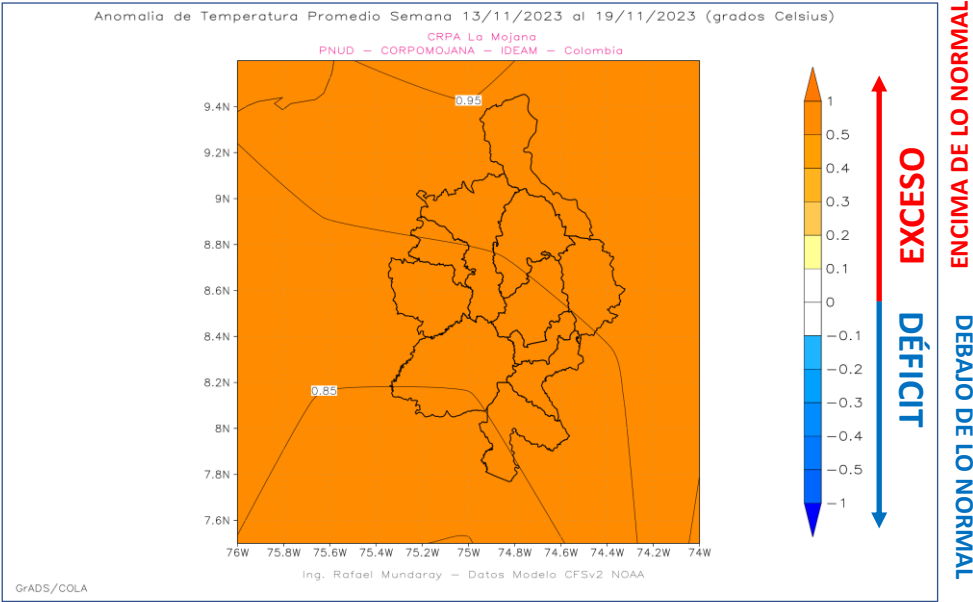 Anomalia de Temperatura Promedio Semana 13/11/2023 al 19/11/2023 (grados Celsius)
CRPA La Mojana
PNUD – CORPOMOJANA – IDEAM – Colombia
9.4N
9.2N
9N
8.8N
8.6N
8.4N
8.2N
8N
7.8N
7.6N
0.95
0.85
76W 75.8W 75.6W 75.4W 75.2W 75W 74.8W 74.6W 74.4W 74.2W 74W
Ing. Rafael Mundaray – Datos Modelo CFSv2 NOAA
GrADS/COLA
1
0.5
0.4
0.3
0.2
0.1
0
−0.1
−0.2
−0.3
−0.4
−0.5
−1
EXCESO
DÉFICIT
ENCIMA DE LO NORMAL
DEBAJO DE LO NORMAL